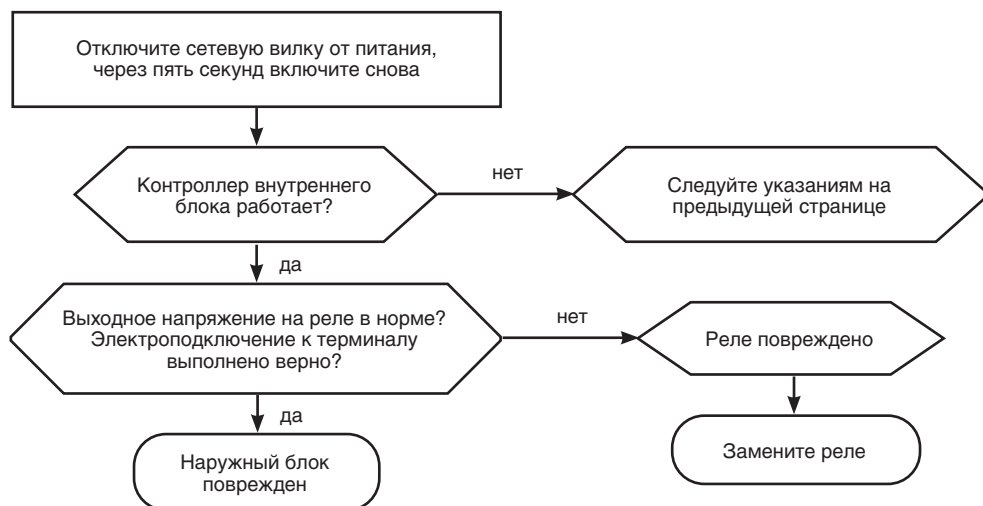 Отключите сетевую вилку от питания,
через пять секунд включите снова
Контроллер внутреннего
блока работает?
нет
Следуйте указаниям на
предыдущей странице
да
Выходное напряжение на реле в норме?
Электроподключение к терминалу
выполнено верно?
нет
Реле повреждено
да
Наружный блок
поврежден
Замените реле